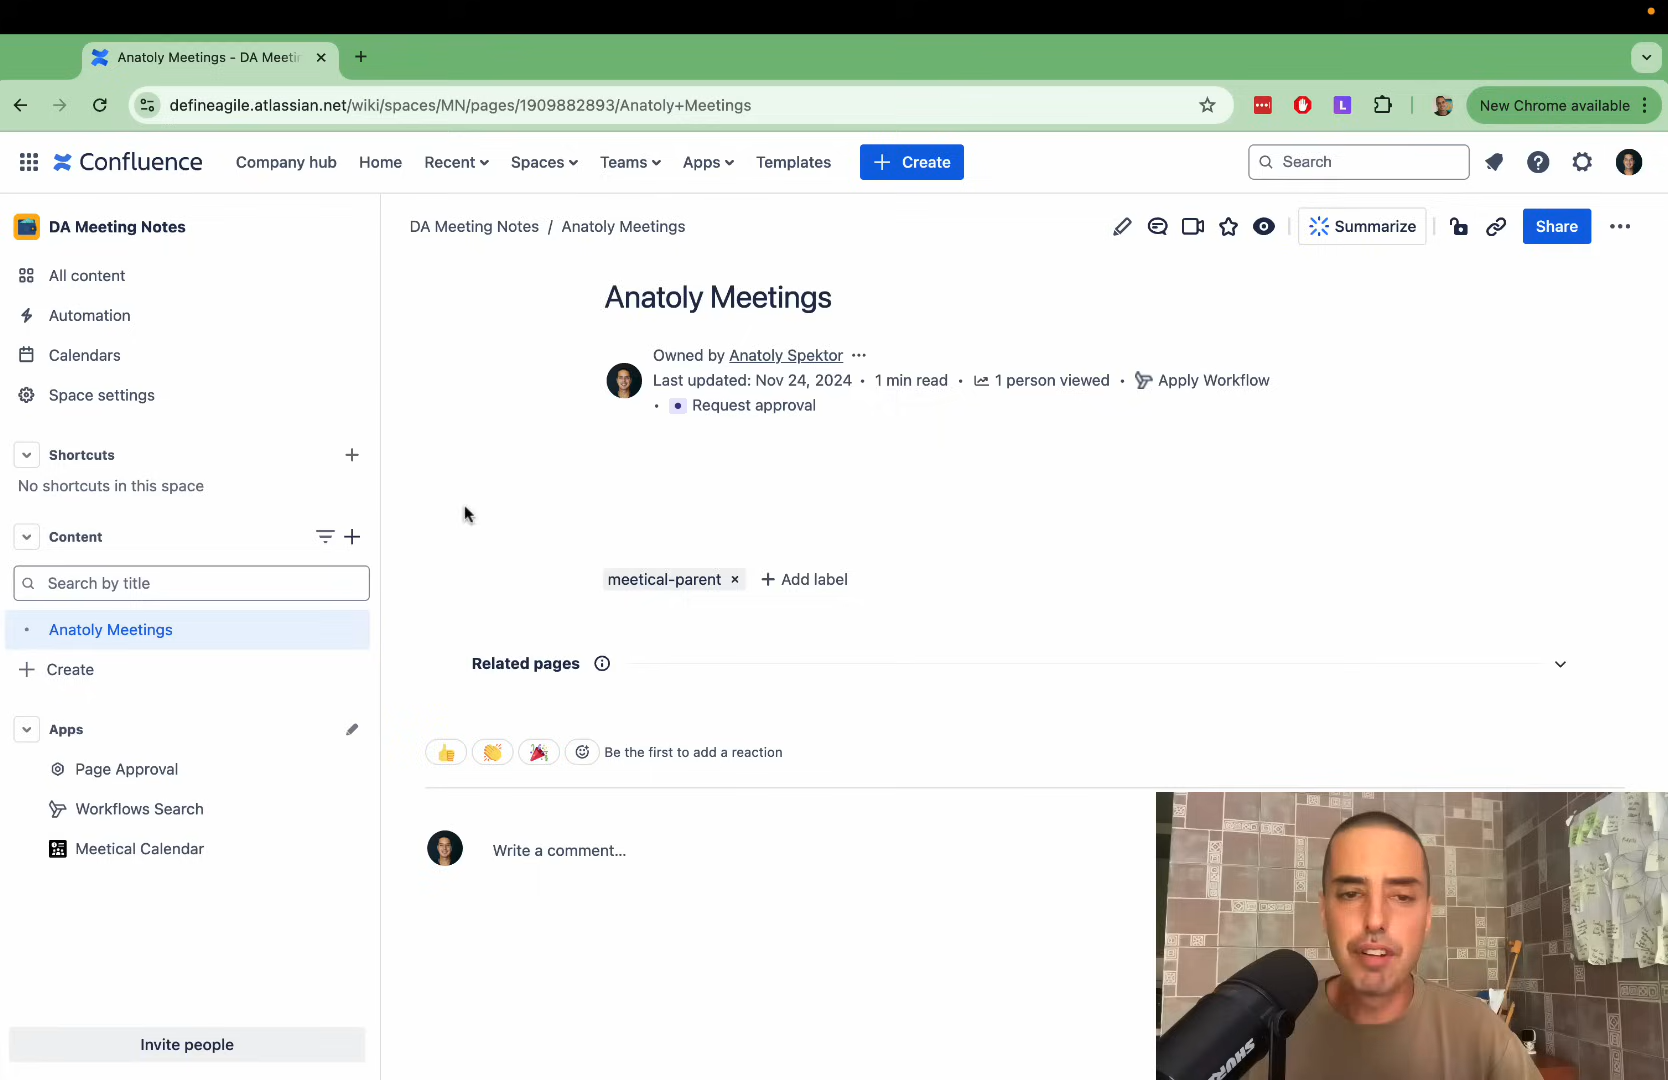 Anatoly Meetings - DA Meeti
defineagile.atlassian.net/wiki/spaces/MN/pages/1909882893/Anatoly+Meetings
L
New Chrome available
Confluence
Company hub
Home
Recent
Spaces
Teams
Apps
Templates
Create
Search
DA Meeting Notes
All content
Automation
Calendars
Space settings
Shortcuts
No shortcuts in this space
Content
Search by title
Anatoly Meetings
Create
Apps
Page Approval
Workflows Search
Meetical Calendar
Invite people
DA Meeting Notes / Anatoly Meetings
Summarize
Share
Anatoly Meetings
Owned by Anatoly Spektor
Last updated: Nov 24, 2024 • 1 min read • 1 person viewed • Apply Workflow
• Request approval
meetical-parent × Add label
Related pages
Be the first to add a reaction
Write a comment...
SHURE